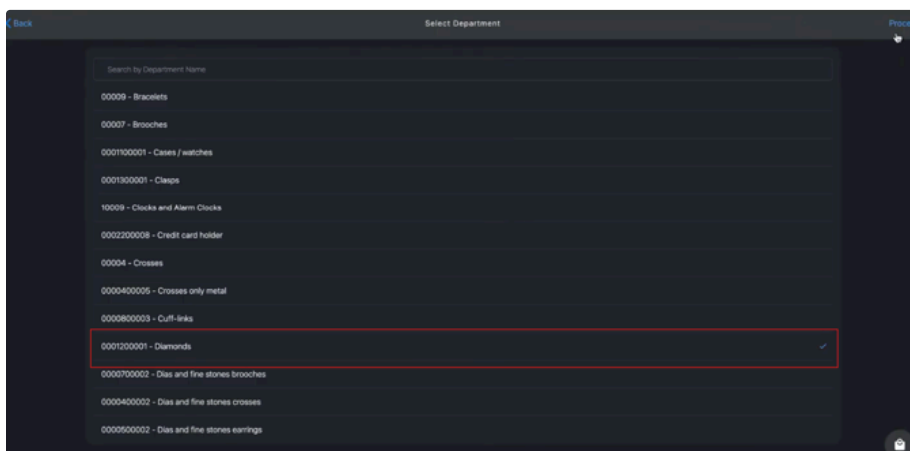 Back
Select Department
Proce
Search by Department Name
00009 - Bracelets
00007 - Brooches
0001100001 - Cases / watches
0001300001 - Clasps
10009 - Clocks and Alarm Clocks
0002200008 - Credit card holder
00004 - Crosses
0000400005 - Crosses only metal
0000800003 - Cuff-links
0001200001 - Diamonds
0000700002 - Dias and fine stones brooches
0000400002 - Dias and fine stones crosses
0000500002 - Dias and fine stones earrings